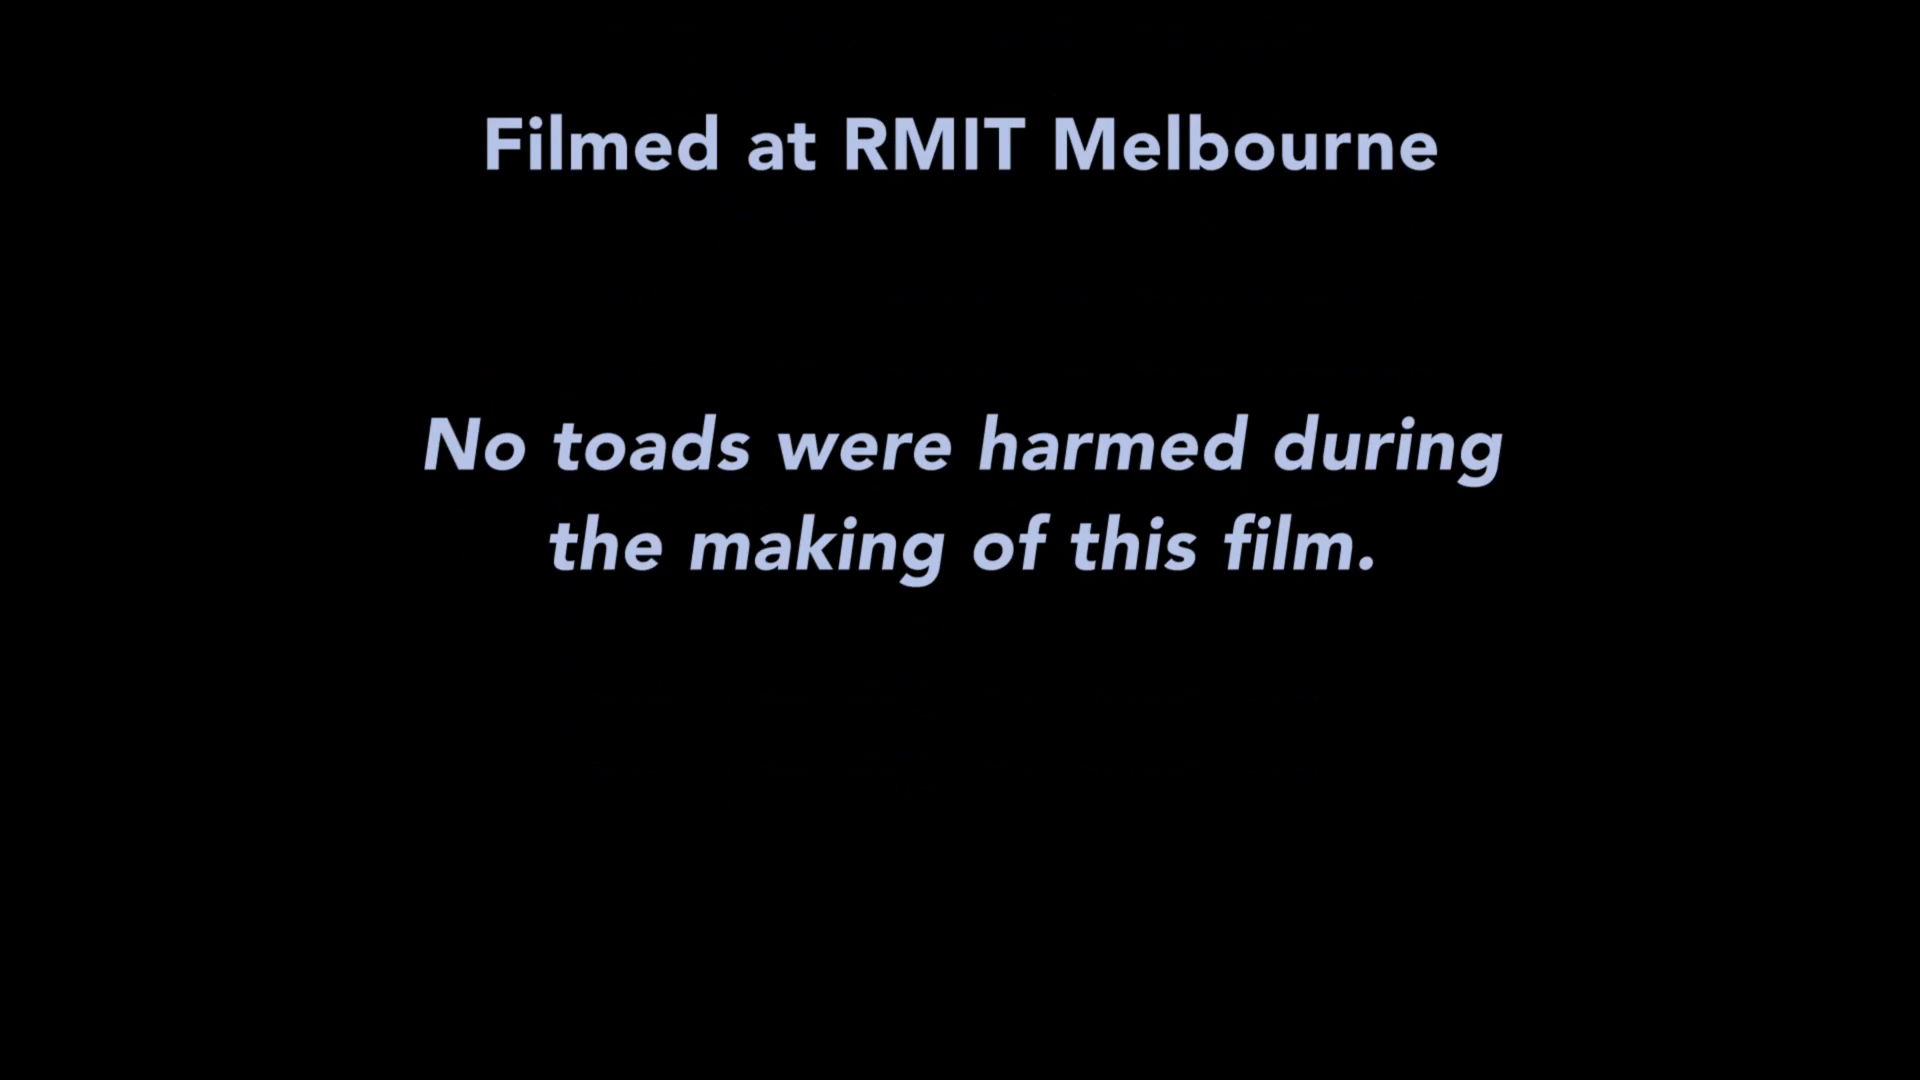 Filmed at RMIT Melbourne
No toads were harmed during
the making of this film.